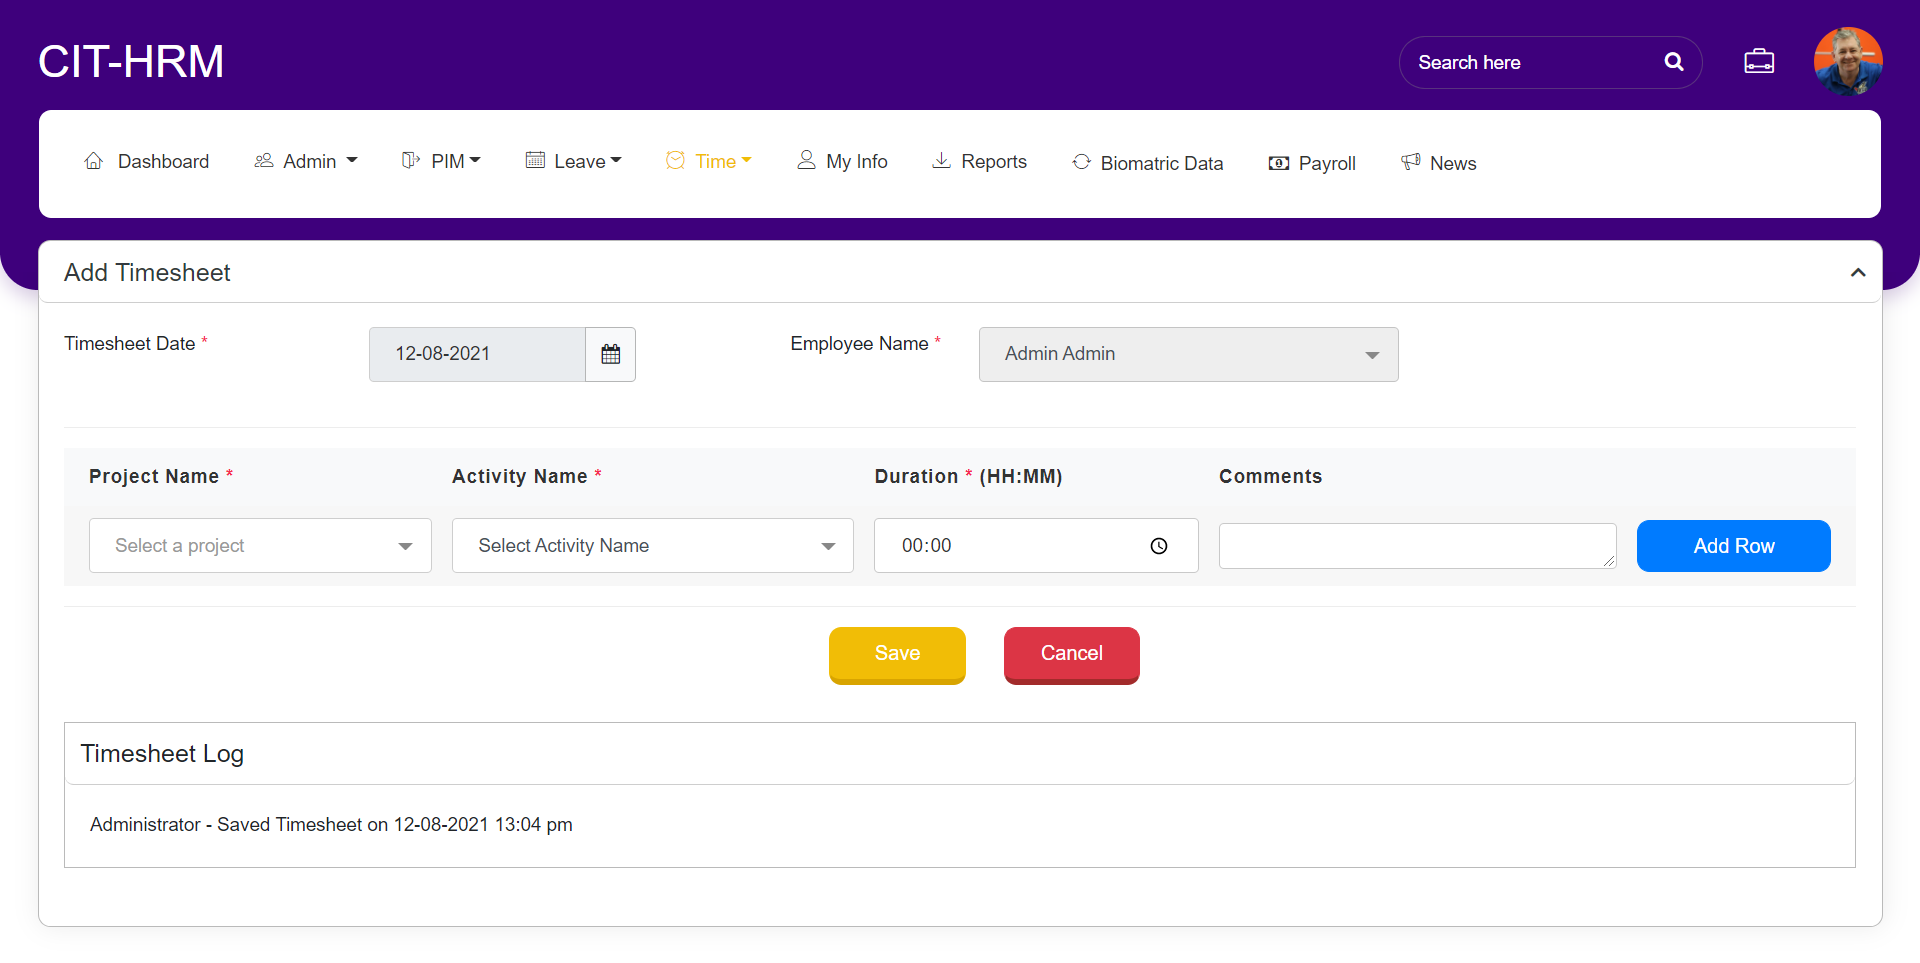 CIT-HRM
Search here
Dashboard Admin PIM Leave Time My Info Reports Biomatric Data Payroll News
Add Timesheet
Timesheet Date * 12-08-2021 Employee Name * Admin Admin
Project Name * Activity Name * Duration * (HH:MM) Comments
Select a project Select Activity Name 00:00 Add Row
Save Cancel
Timesheet Log
Administrator - Saved Timesheet on 12-08-2021 13:04 pm